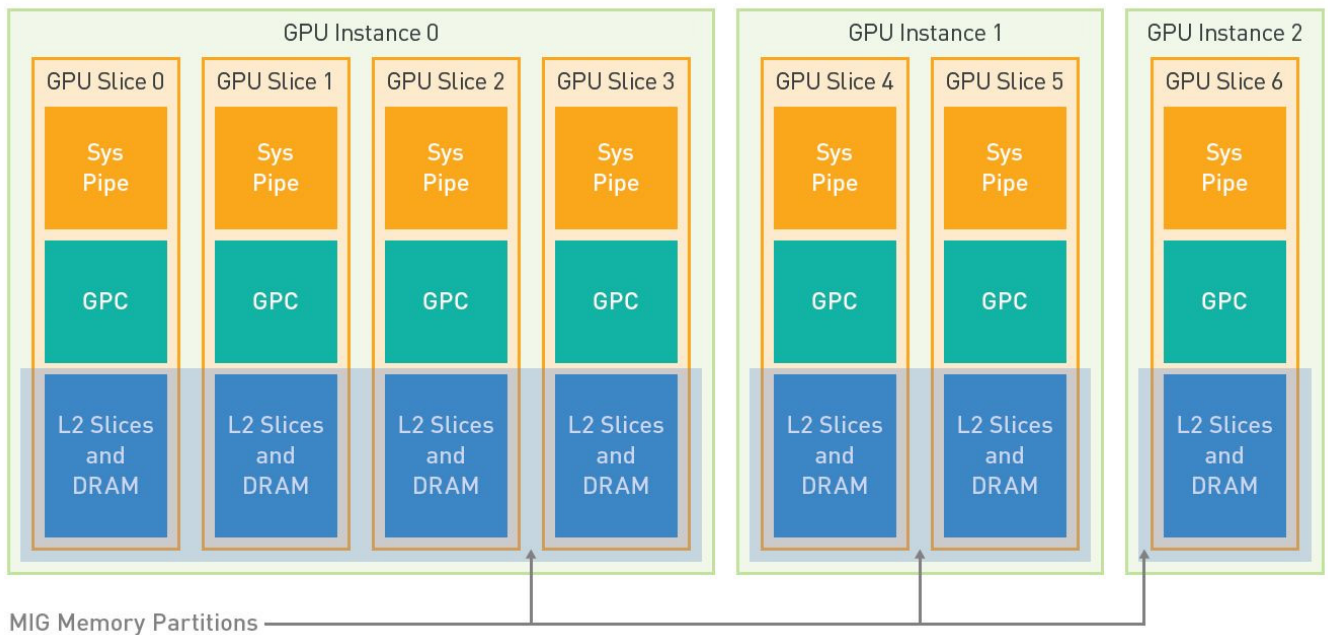 GPU Instance 0
GPU Instance 1
GPU Instance 2
GPU Slice 0
GPU Slice 1
GPU Slice 2
GPU Slice 3
GPU Slice 4
GPU Slice 5
GPU Slice 6
Sys
Pipe
Sys
Pipe
Sys
Pipe
Sys
Pipe
Sys
Pipe
Sys
Pipe
Sys
Pipe
GPC
GPC
GPC
GPC
GPC
GPC
GPC
L2 Slices
and
DRAM
L2 Slices
and
DRAM
L2 Slices
and
DRAM
L2 Slices
and
DRAM
L2 Slices
and
DRAM
L2 Slices
and
DRAM
L2 Slices
and
DRAM
MIG Memory Partitions